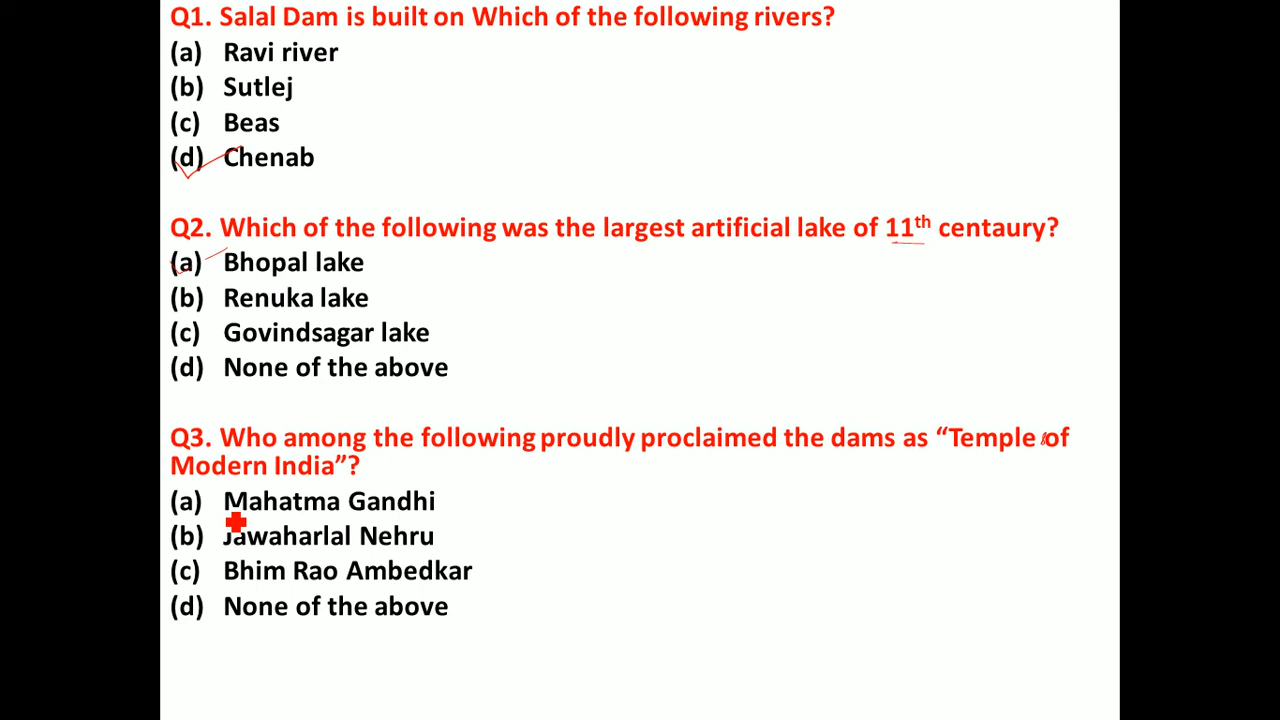 Q1. Salal Dam is built on Which of the following rivers?
(a) Ravi river
(b) Sutlej
(c) Beas
(d) Chenab
Q2. Which of the following was the largest artificial lake of 11th centaury?
(a) Bhopal lake
(b) Renuka lake
(c) Govindsagar lake
(d) None of the above
Q3. Who among the following proudly proclaimed the dams as “Temple of
Modern India”?
(a) Mahatma Gandhi
(b) Jawaharlal Nehru
(c) Bhim Rao Ambedkar
(d) None of the above